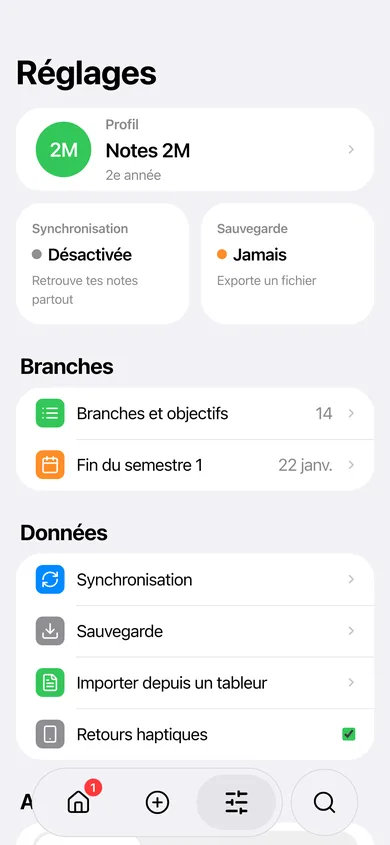 Réglages
Profil
2M
Notes 2M
2e année
Synchronisation
Désactivée
Retrouve tes notes
partout
Sauvegarde
Jamais
Exporte un fichier
Branches
Branches et objectifs 14
Fin du semestre 1 22 janv.
Données
Synchronisation
Sauvegarde
Importer depuis un tableur
Retours haptiques
1